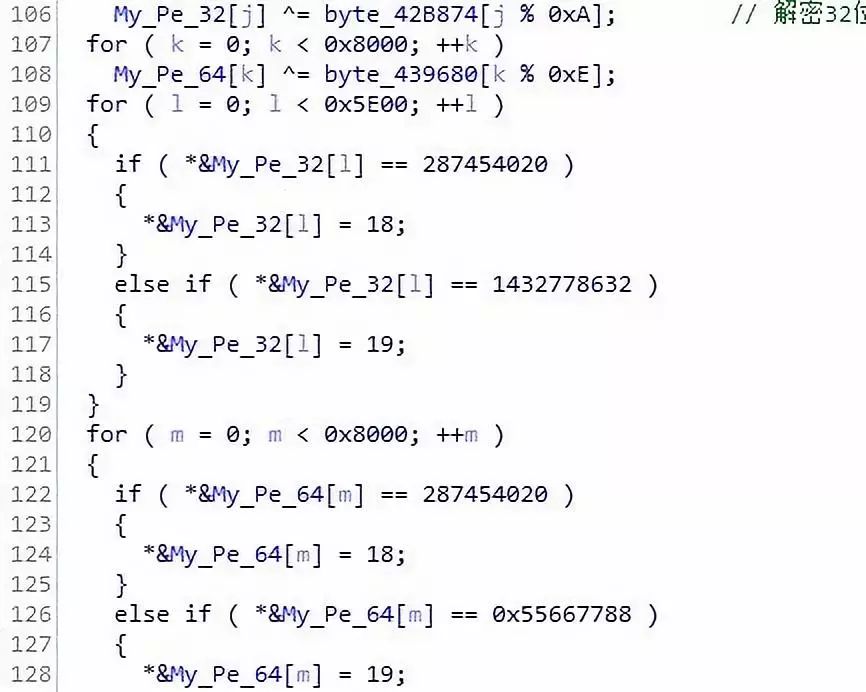 106 My_Pe_32[j] ^= byte_42B874[j % 0xA]; // 解密32位
107 for ( k = 0; k < 0x8000; ++k )
108 My_Pe_64[k] ^= byte_439680[k % 0xE];
109 for ( l = 0; l < 0x5E00; ++l )
110 {
111 if ( *&My_Pe_32[l] == 287454020 )
112 {
113 *&My_Pe_32[l] = 18;
114 }
115 else if ( *&My_Pe_32[l] == 1432778632 )
116 {
117 *&My_Pe_32[l] = 19;
118 }
119 }
120 for ( m = 0; m < 0x8000; ++m )
121 {
122 if ( *&My_Pe_64[m] == 287454020 )
123 {
124 *&My_Pe_64[m] = 18;
125 }
126 else if ( *&My_Pe_64[m] == 0x55667788 )
127 {
128 *&My_Pe_64[m] = 19;